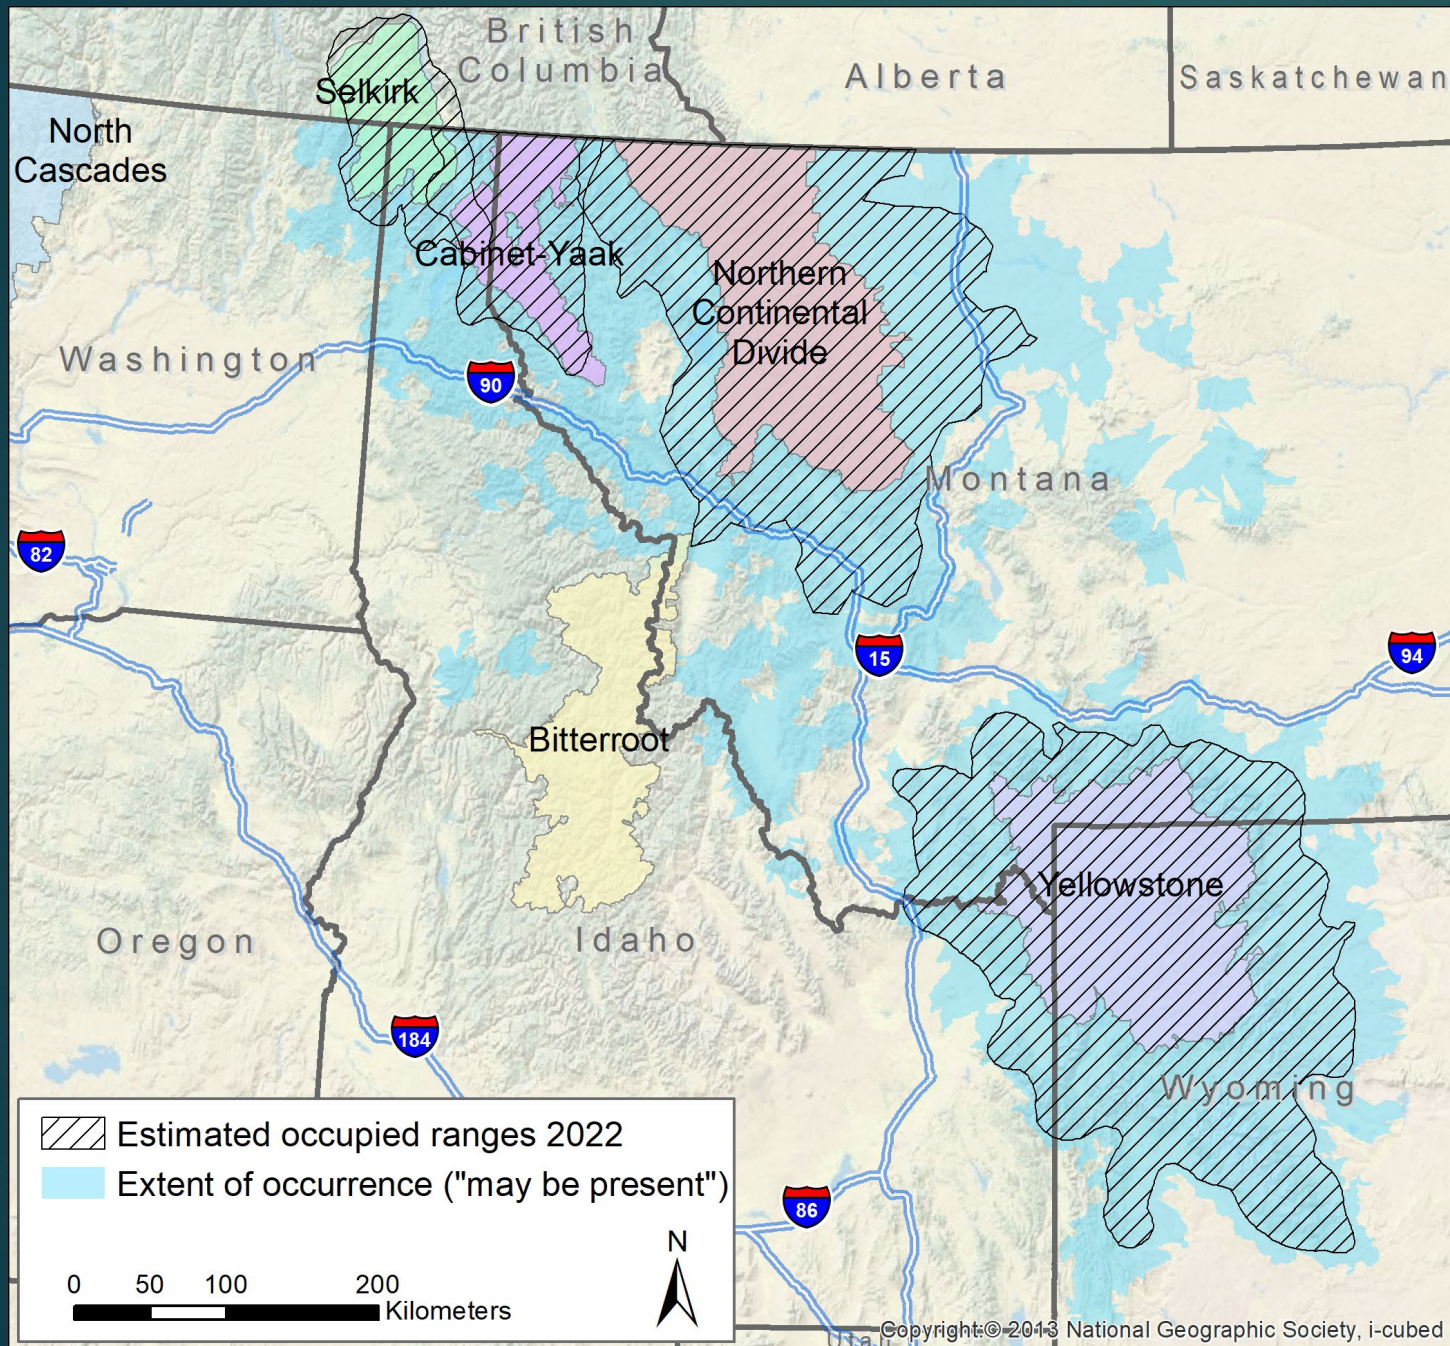 British
Columbia
Alberta
Saskatchewan
Selkirk
North
Cascades
Cabinet-Yaak
Northern
Continental
Divide
Washington
90
Montana
82
15
94
Bitterroot
Yellowstone
Oregon
Idaho
184
Wyoming
Estimated occupied ranges 2022
Extent of occurrence ("may be present")
86
N
0 50 100 200
Kilometers
Utah
Copyright:© 2013 National Geographic Society, i-cubed